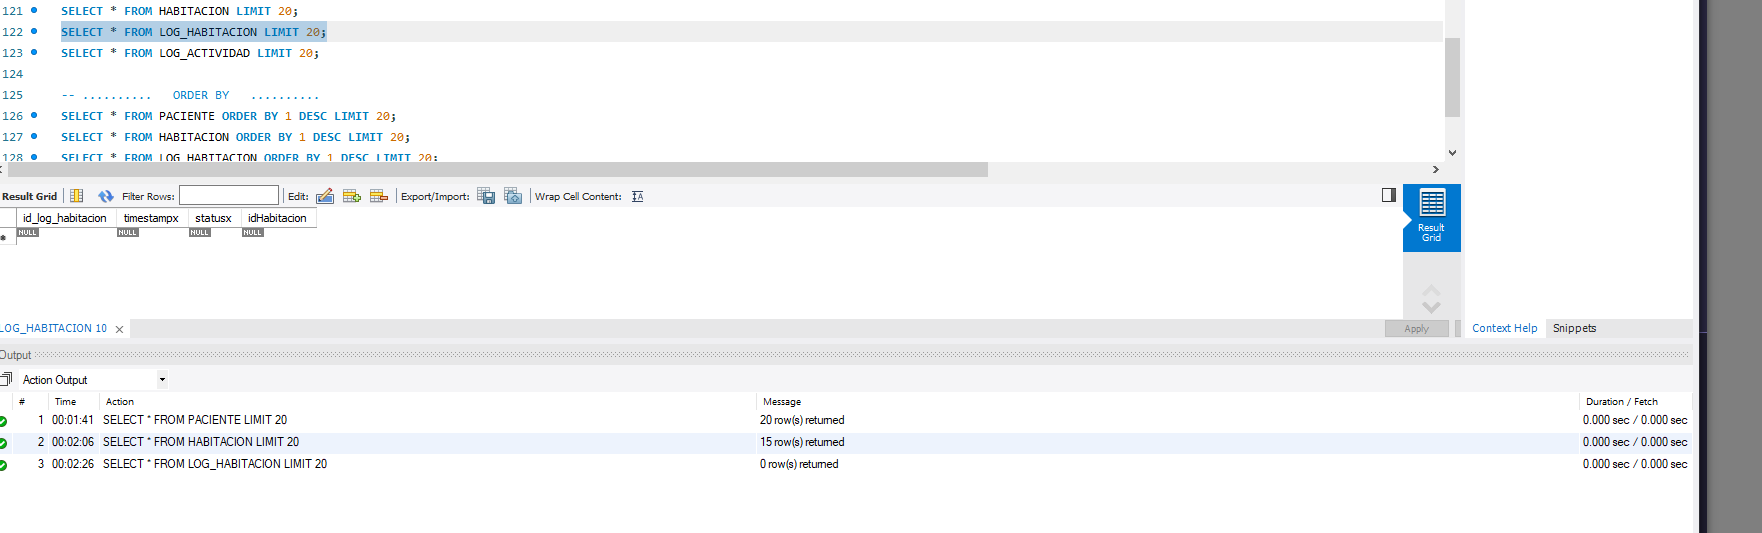 121 SELECT * FROM HABITACION LIMIT 20;
122 SELECT * FROM LOG_HABITACION LIMIT 20;
123 SELECT * FROM LOG_ACTIVIDAD LIMIT 20;
124
125 -- .......... ORDER BY ..........
126 SELECT * FROM PACIENTE ORDER BY 1 DESC LIMIT 20;
127 SELECT * FROM HABITACION ORDER BY 1 DESC LIMIT 20;
128 SELECT * FROM LOG_HABITACION ORDER BY 1 DESC LIMIT 20;
Result Grid Filter Rows: Edit: Export/Import: Wrap Cell Content:
id_log_habitacion timestampx statusx idHabitacion
* NULL NULL NULL NULL
Result
Grid
LOG_HABITACION 10 Apply Context Help Snippets
Output
Action Output
# Time Action Message Duration / Fetch
1 00:01:41 SELECT * FROM PACIENTE LIMIT 20 20 row(s) returned 0.000 sec / 0.000 sec
2 00:02:06 SELECT * FROM HABITACION LIMIT 20 15 row(s) returned 0.000 sec / 0.000 sec
3 00:02:26 SELECT * FROM LOG_HABITACION LIMIT 20 0 row(s) returned 0.000 sec / 0.000 sec